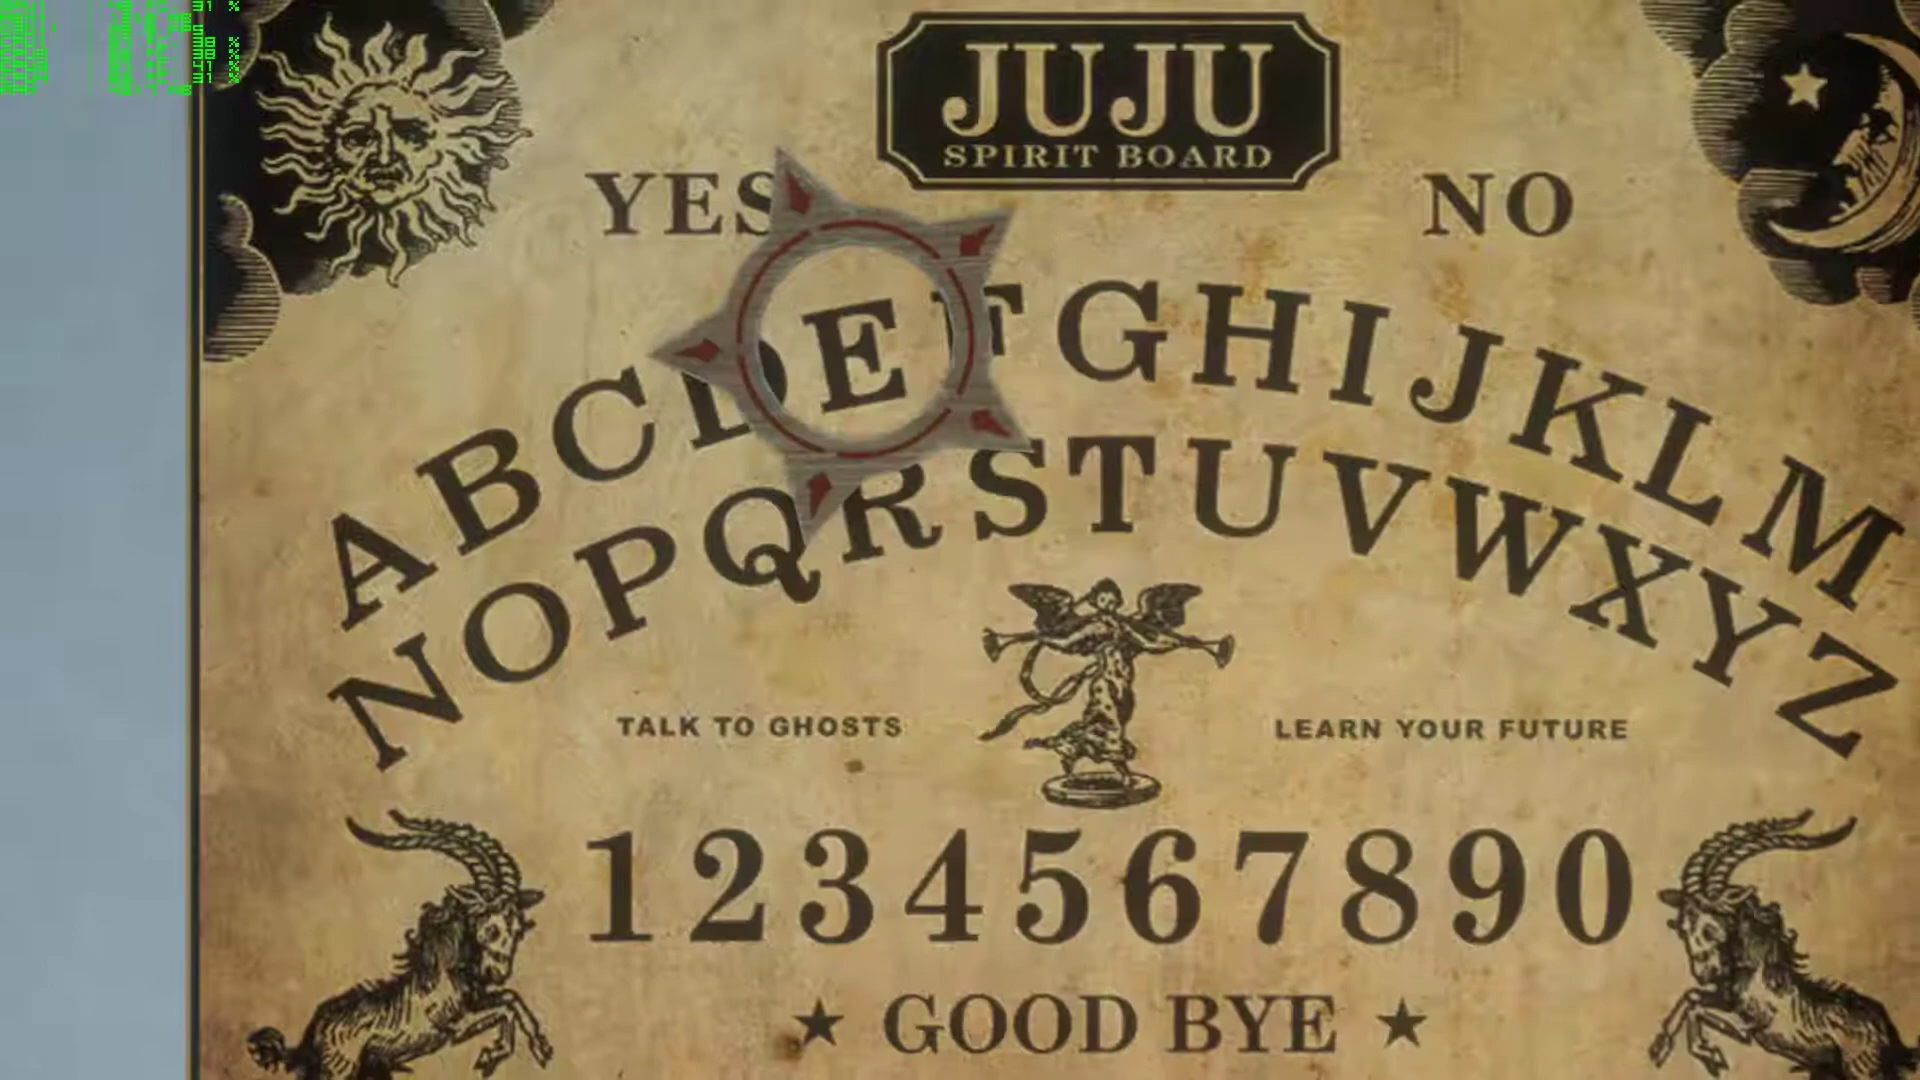 JUJU
SPIRIT BOARD
YES NO
ABCDEFGHIJKLM
NOPQRSTUVWXYZ
TALK TO GHOSTS
LEARN YOUR FUTURE
1234567890
★ GOOD BYE ★